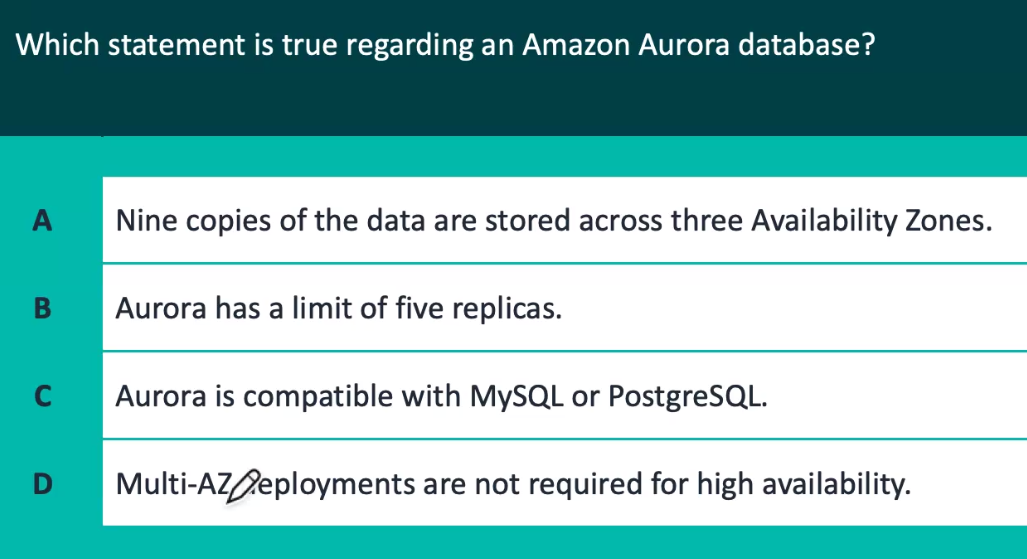 Which statement is true regarding an Amazon Aurora database?
A
Nine copies of the data are stored across three Availability Zones.
B
Aurora has a limit of five replicas.
C
Aurora is compatible with MySQL or PostgreSQL.
D
Multi-AZ deployments are not required for high availability.